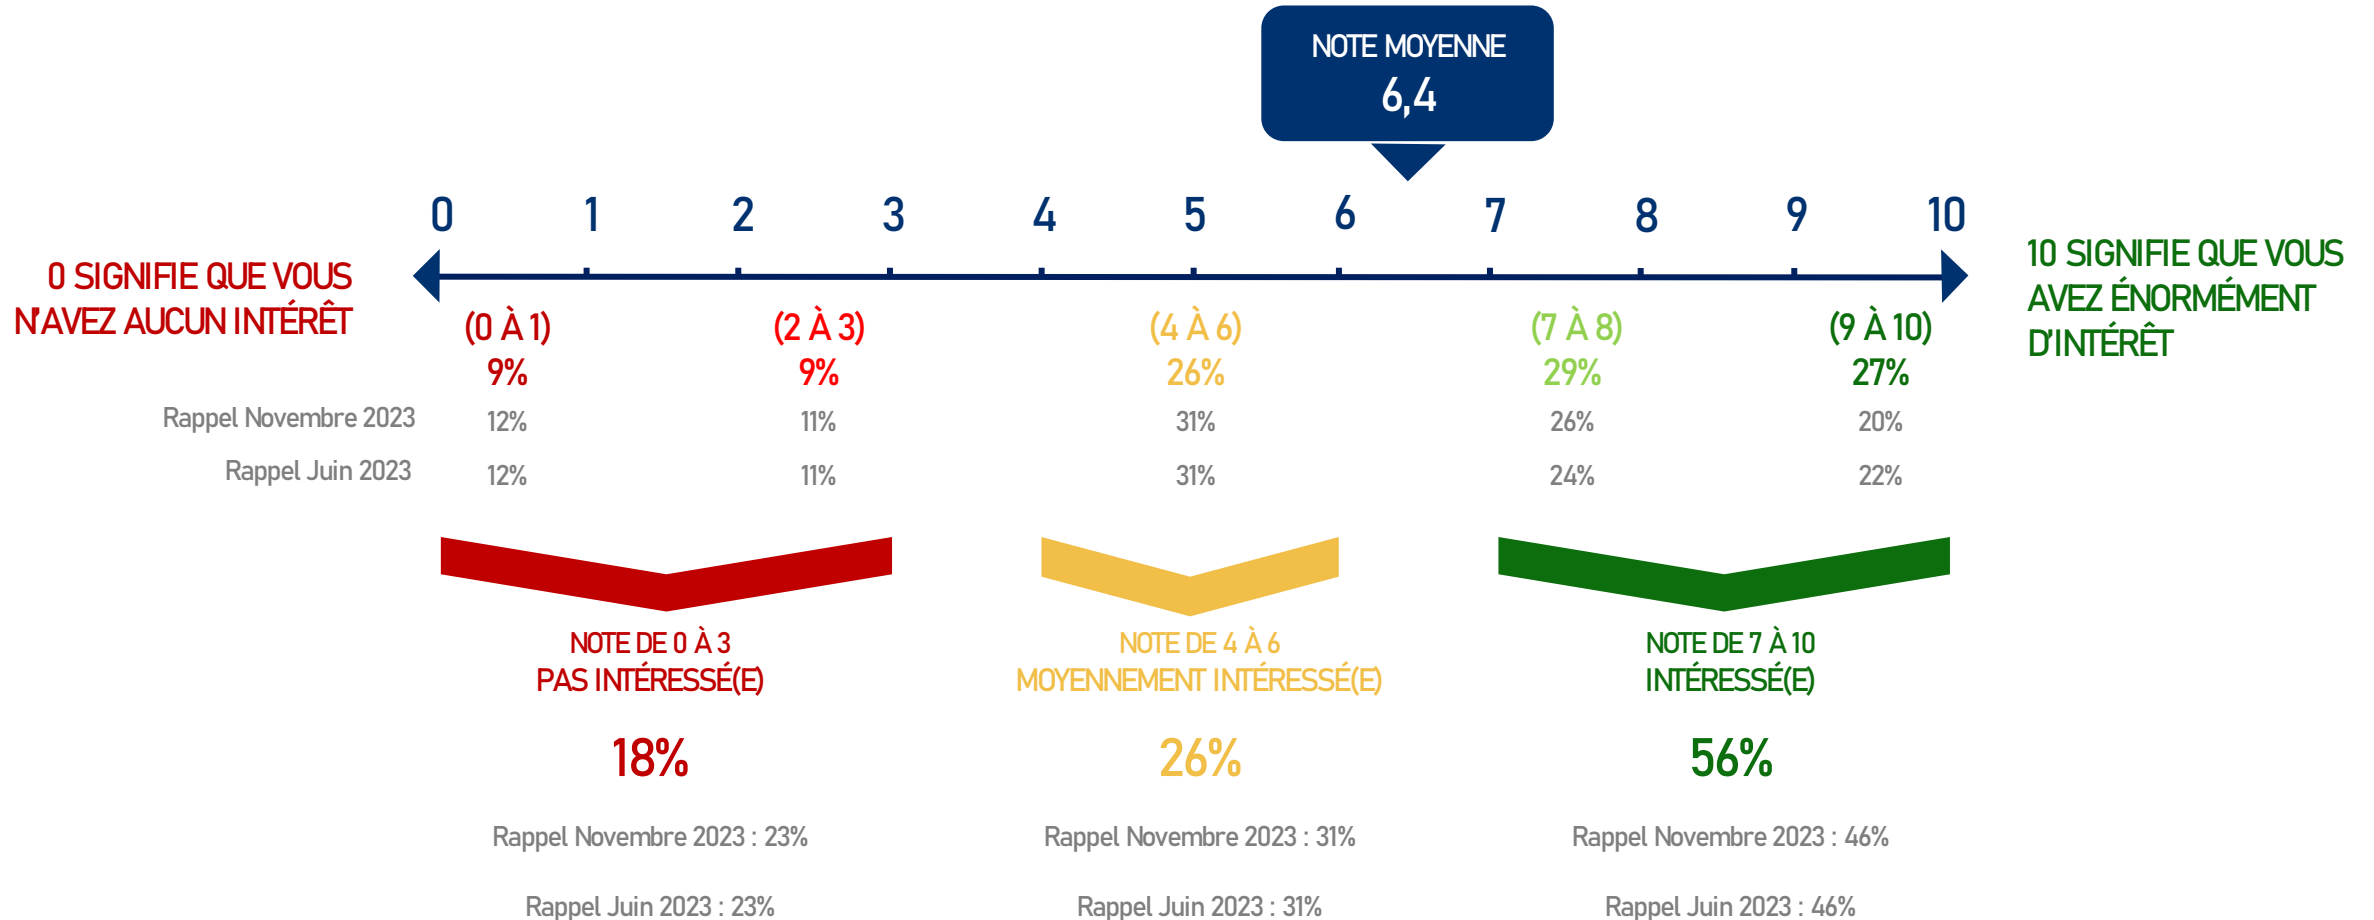 NOTE MOYENNE
6,4
0 1 2 3 4 5 6 7 8 9 10
0 SIGNIFIE QUE VOUS
N'AVEZ AUCUN INTÉRÊT
10 SIGNIFIE QUE VOUS
AVEZ ÉNORMÉMENT
D'INTÉRÊT
(0 À 1) (2 À 3) (4 À 6) (7 À 8) (9 À 10)
9% 9% 26% 29% 27%
Rappel Novembre 2023 12% 11% 31% 26% 20%
Rappel Juin 2023 12% 11% 31% 24% 22%
NOTE DE 0 À 3
PAS INTÉRESSÉ(E)
18%
Rappel Novembre 2023 : 23%
Rappel Juin 2023 : 23%
NOTE DE 4 À 6
MOYENNEMENT INTÉRESSÉ(E)
26%
Rappel Novembre 2023 : 31%
Rappel Juin 2023 : 31%
NOTE DE 7 À 10
INTÉRESSÉ(E)
56%
Rappel Novembre 2023 : 46%
Rappel Juin 2023 : 46%